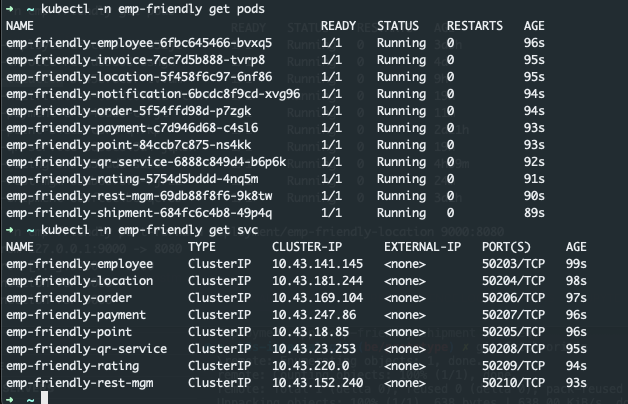 ➜  ~ kubectl -n emp-friendly get pods
NAME                                      READY   STATUS    RESTARTS   AGE
emp-friendly-employee-6fbc645466-bvxq5    1/1     Running   0          96s
emp-friendly-invoice-7cc7d5b888-tvrp8     1/1     Running   0          95s
emp-friendly-location-5f458f6c97-6nf86    1/1     Running   0          95s
emp-friendly-notification-6bcdc8f9cd-xvg96   1/1     Running   0          94s
emp-friendly-order-5f54ffd98d-p7zgk       1/1     Running   0          94s
emp-friendly-payment-c7d946d68-c4sl6      1/1     Running   0          93s
emp-friendly-point-84ccb7c875-ns4kk       1/1     Running   0          93s
emp-friendly-qr-service-6888c849d4-b6p6k  1/1     Running   0          92s
emp-friendly-rating-5754d5bddd-4nq5m      1/1     Running   0          91s
emp-friendly-rest-mgm-69db88f8f6-9k8tw    1/1     Running   0          90s
emp-friendly-shipment-684fc6c4b8-49p4q    1/1     Running   0          89s
➜  ~ kubectl -n emp-friendly get svc
NAME                      TYPE        CLUSTER-IP      EXTERNAL-IP   PORT(S)     AGE
emp-friendly-employee     ClusterIP   10.43.141.145   <none>        50203/TCP   99s
emp-friendly-location     ClusterIP   10.43.181.244   <none>        50204/TCP   98s
emp-friendly-order        ClusterIP   10.43.169.104   <none>        50206/TCP   97s
emp-friendly-payment      ClusterIP   10.43.247.86    <none>        50207/TCP   96s
emp-friendly-point        ClusterIP   10.43.18.85     <none>        50205/TCP   96s
emp-friendly-qr-service   ClusterIP   10.43.23.253    <none>        50208/TCP   95s
emp-friendly-rating       ClusterIP   10.43.220.0     <none>        50209/TCP   94s
emp-friendly-rest-mgm     ClusterIP   10.43.152.240   <none>        50210/TCP   93s
➜  ~